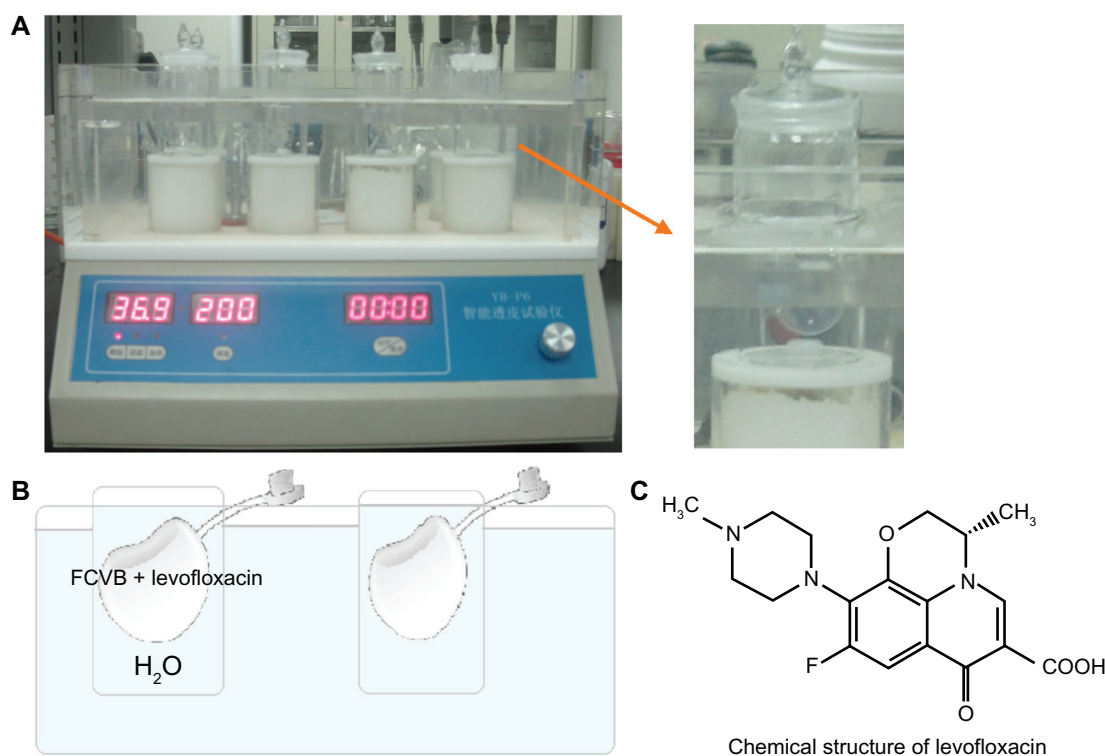 A
36.9 200 00:00
YB-P6
智能透皮试验仪
B
FCVB + levofloxacin
H₂O
C
H₃C
N
N
O
N
CH₃
F
O
COOH
Chemical structure of levofloxacin